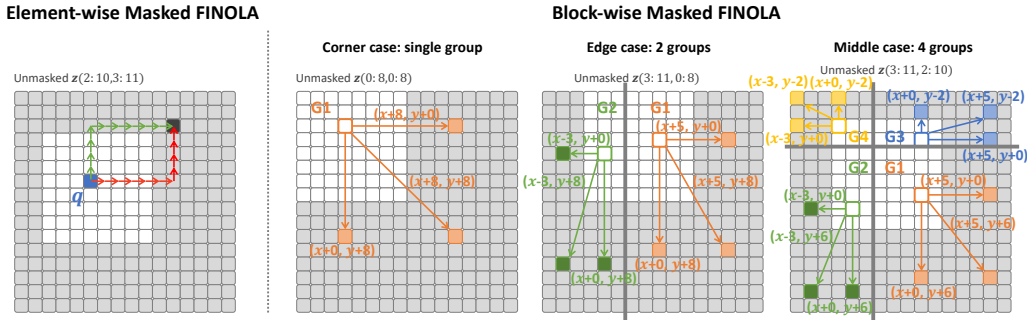 Element-wise Masked FINOLA
Block-wise Masked FINOLA
Corner case: single group
Edge case: 2 groups
Middle case: 4 groups
Unmasked z(2: 10,3: 11)
Unmasked z(0: 8,0: 8)
Unmasked z(3: 11,0: 8)
Unmasked z(3: 11,2: 10)
q
G1
(x+8, y+0)
(x+8, y+8)
(x+0, y+8)
G2
G1
(x-3, y+0)
(x+5, y+0)
(x-3, y+8)
(x+5, y+8)
(x+0, y+8)
(x+0, y+8)
(x-3, y-2)
(x+0, y-2)
(x+0, y-2)
(x+5, y-2)
(x-3, y+0)
G4
G3
(x+5, y+0)
G2
G1
(x-3, y+0)
(x+5, y+0)
(x-3, y+6)
(x+5, y+6)
(x+0, y+6)
(x+0, y+6)